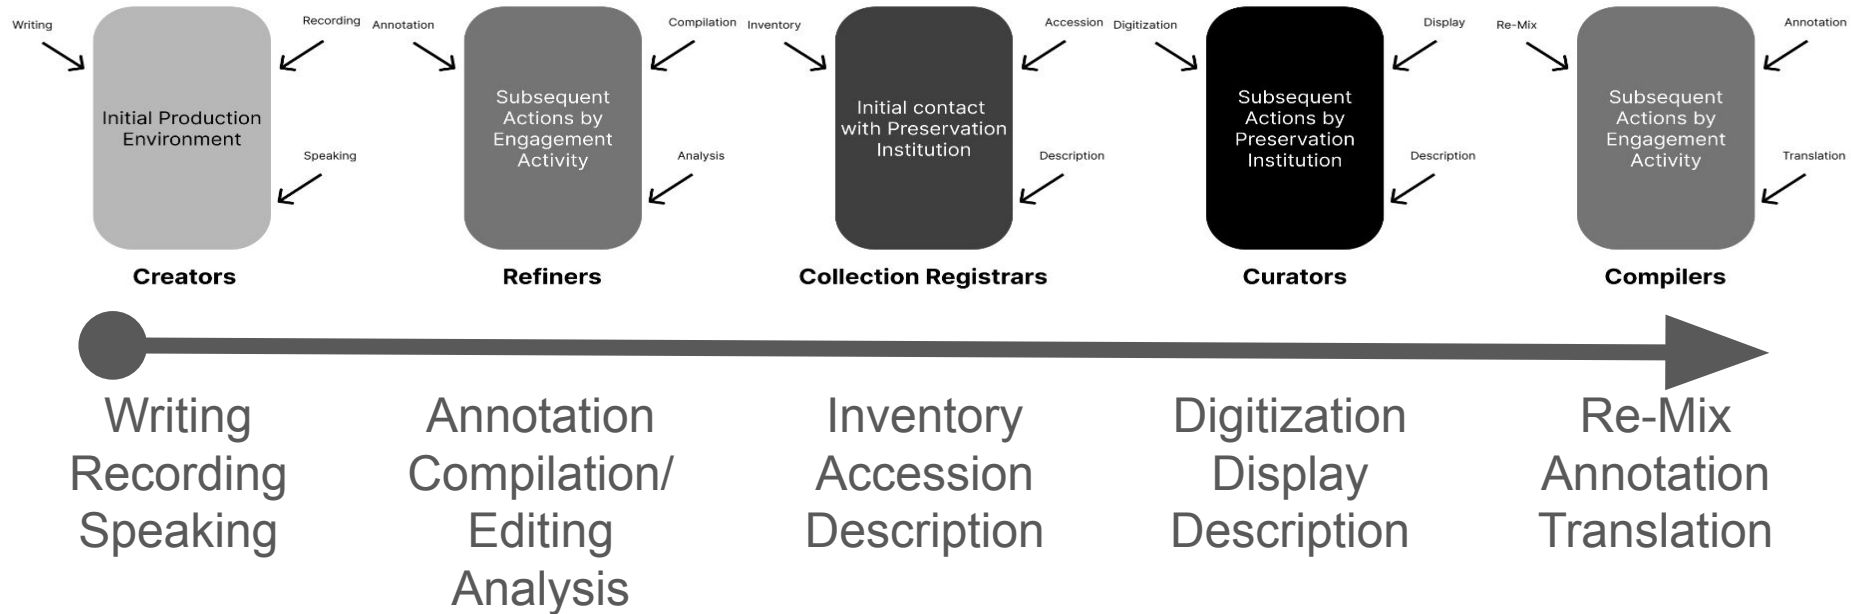 Writing
Recording
Annotation
Compilation
Inventory
Accession
Digitization
Display
Re-Mix
Annotation
Initial Production
Environment
Speaking
Subsequent
Actions by
Engagement
Activity
Analysis
Initial contact
with Preservation
Institution
Description
Subsequent
Actions by
Preservation
Institution
Description
Subsequent
Actions by
Engagement
Activity
Translation
Creators
Refiners
Collection Registrars
Curators
Compilers
Writing
Recording
Speaking
Annotation
Compilation/
Editing
Analysis
Inventory
Accession
Description
Digitization
Display
Description
Re-Mix
Annotation
Translation